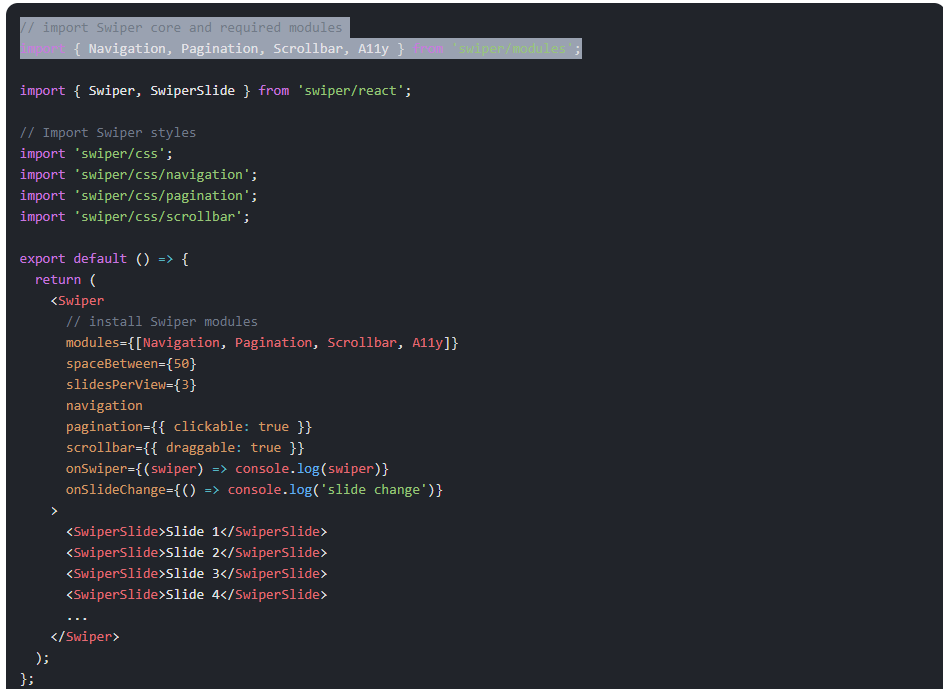 // import Swiper core and required modules
import { Navigation, Pagination, Scrollbar, A11y } from 'swiper/modules';
import { Swiper, SwiperSlide } from 'swiper/react';
// Import Swiper styles
import 'swiper/css';
import 'swiper/css/navigation';
import 'swiper/css/pagination';
import 'swiper/css/scrollbar';
export default () => {
  return (
    <Swiper
      // install Swiper modules
      modules={[Navigation, Pagination, Scrollbar, A11y]}
      spaceBetween={50}
      slidesPerView={3}
      navigation
      pagination={{ clickable: true }}
      scrollbar={{ draggable: true }}
      onSwiper={(swiper) => console.log(swiper)}
      onSlideChange={() => console.log('slide change')}
    >
      <SwiperSlide>Slide 1</SwiperSlide>
      <SwiperSlide>Slide 2</SwiperSlide>
      <SwiperSlide>Slide 3</SwiperSlide>
      <SwiperSlide>Slide 4</SwiperSlide>
      ...
    </Swiper>
  );
};